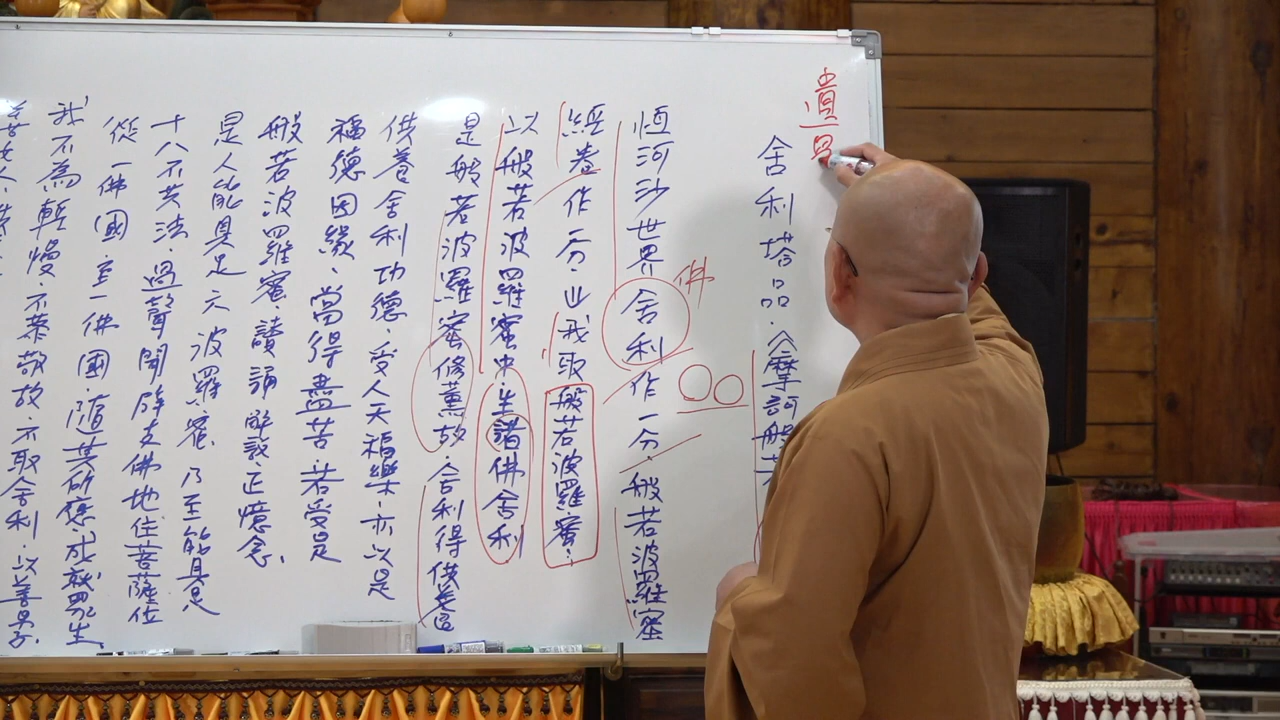 遺
舍利塔品.摩訶般若
恆河沙世界舍利作一分.般若波羅蜜
佛
經卷作一分.此我取般若波羅蜜.
以般若波羅蜜中.生諸佛舍利
是般若波羅蜜修薰故.舍利得供養
供養舍利功德.受人天福樂.亦以是
福德因緣.當得盡苦.若受是
般若波羅蜜讀誦解說.正憶念.
是人能具足六波羅蜜.乃至能具足
十八不共法.過聲聞辟支佛地住菩薩位
從一佛國至一佛國.隨其所應.成就眾生
我不為輕慢.不恭敬故.不取舍利.以善男子
善女人.